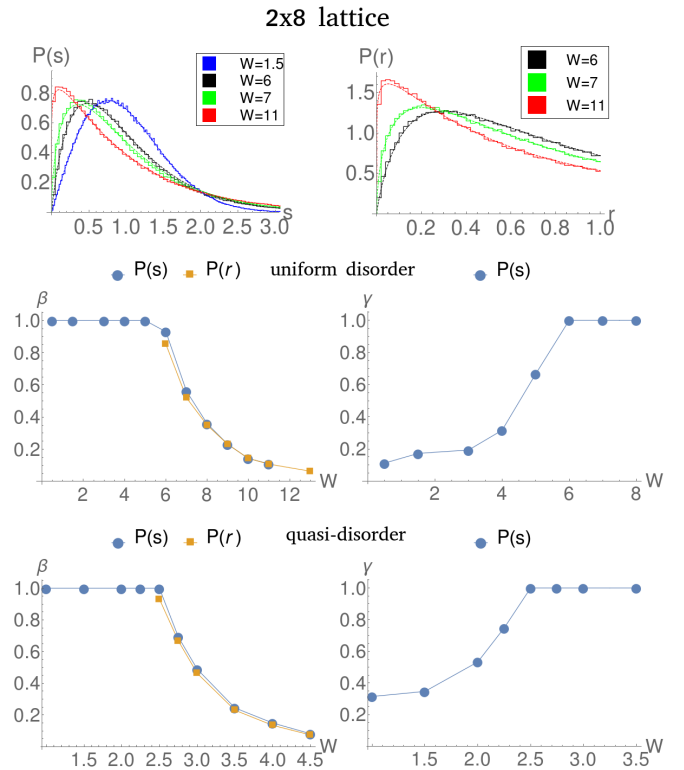 2x8 lattice
P(s)
W=1.5
W=6
W=7
W=11
0.8
0.6
0.4
0.2
0.5 1.0 1.5 2.0 2.5 3.0 s
P(r)
W=6
W=7
W=11
1.5
1.0
0.5
0.2 0.4 0.6 0.8 1.0 r
P(s) P(r) uniform disorder P(s)
β
1.0
0.8
0.6
0.4
0.2
2 4 6 8 10 12 W
γ
1.0
0.8
0.6
0.4
0.2
2 4 6 8 W
P(s) P(r) quasi-disorder P(s)
β
1.0
0.8
0.6
0.4
0.2
1.5 2.0 2.5 3.0 3.5 4.0 4.5 W
γ
1.0
0.8
0.6
0.4
0.2
1.5 2.0 2.5 3.0 3.5 W